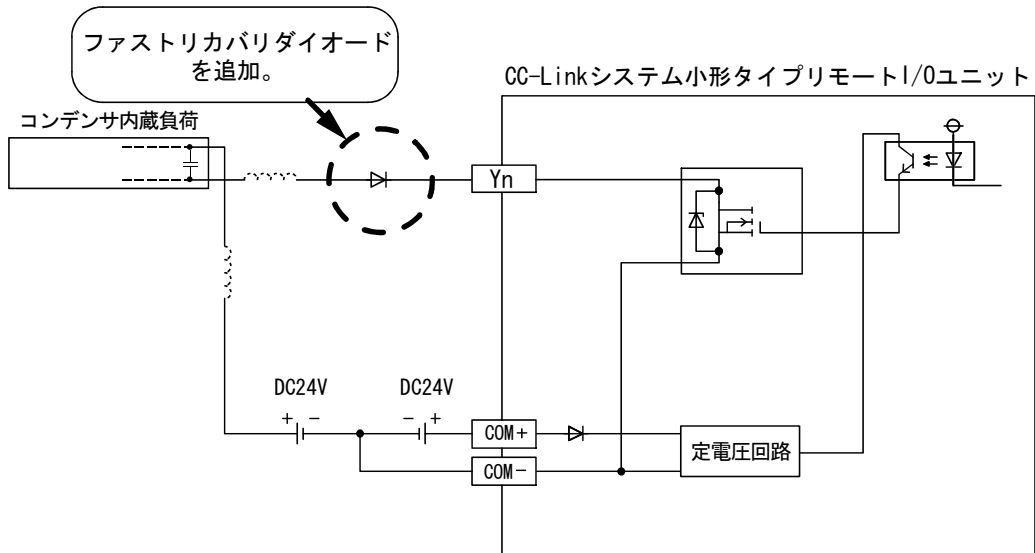 ファストリカバリダイオード
を追加。
CC-Linkシステム小形タイプリモートI/Oユニット
コンデンサ内蔵負荷
Yn
DC24V
DC24V
+ -
- +
COM+
COM-
定電圧回路